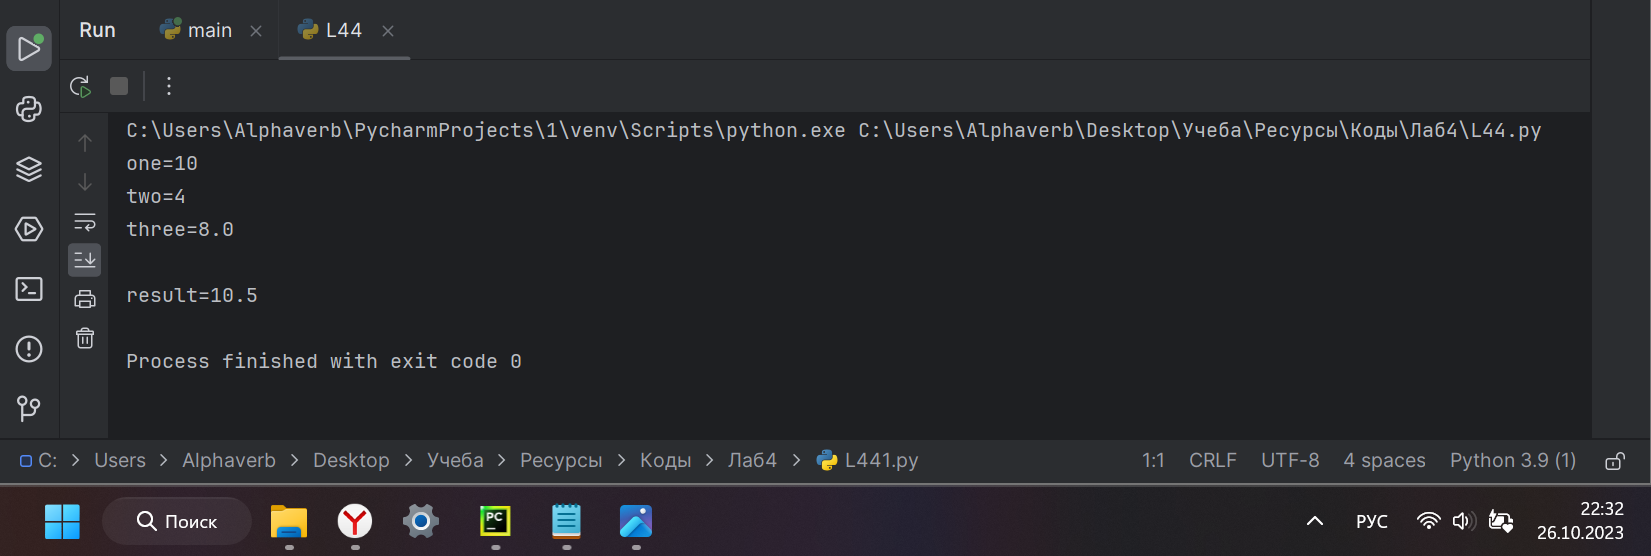 Run main L44
C:\Users\Alphaverb\PycharmProjects\1\venv\Scripts\python.exe C:\Users\Alphaverb\Desktop\Учеба\Ресурсы\Коды\Лаб4\L44.py
one=10
two=4
three=8.0
result=10.5
Process finished with exit code 0
C: > Users > Alphaverb > Desktop > Учеба > Ресурсы > Коды > Лаб4 > L441.py 1:1 CRLF UTF-8 4 spaces Python 3.9 (1)
Поиск PC РУС 22:32
26.10.2023